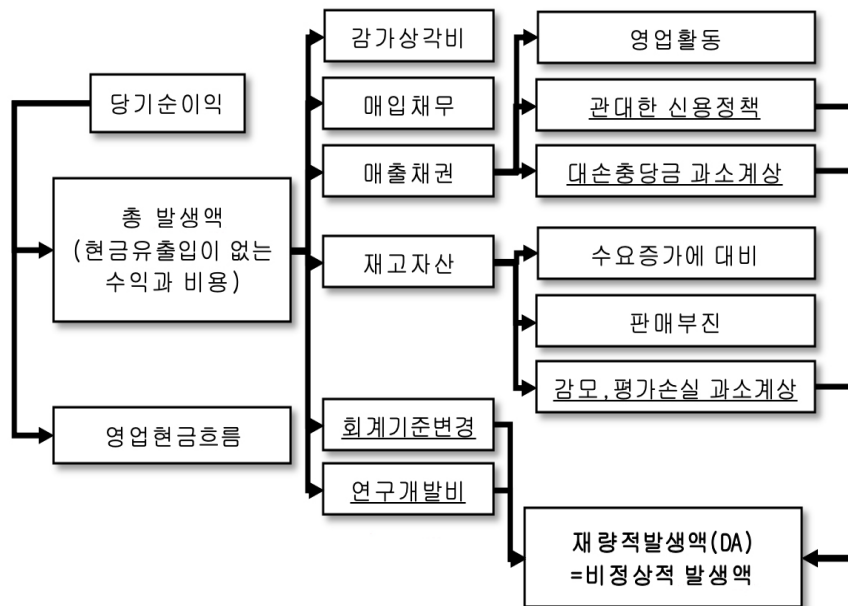 당기순이익
총 발생액
(현금유출입이 없는
수익과 비용)
영업현금흐름
감가상각비
매입채무
매출채권
재고자산
회계기준변경
연구개발비
영업활동
관대한 신용정책
대손충당금 과소계상
수요증가에 대비
판매부진
감모,평가손실 과소계상
재량적발생액(DA)
=비정상적 발생액